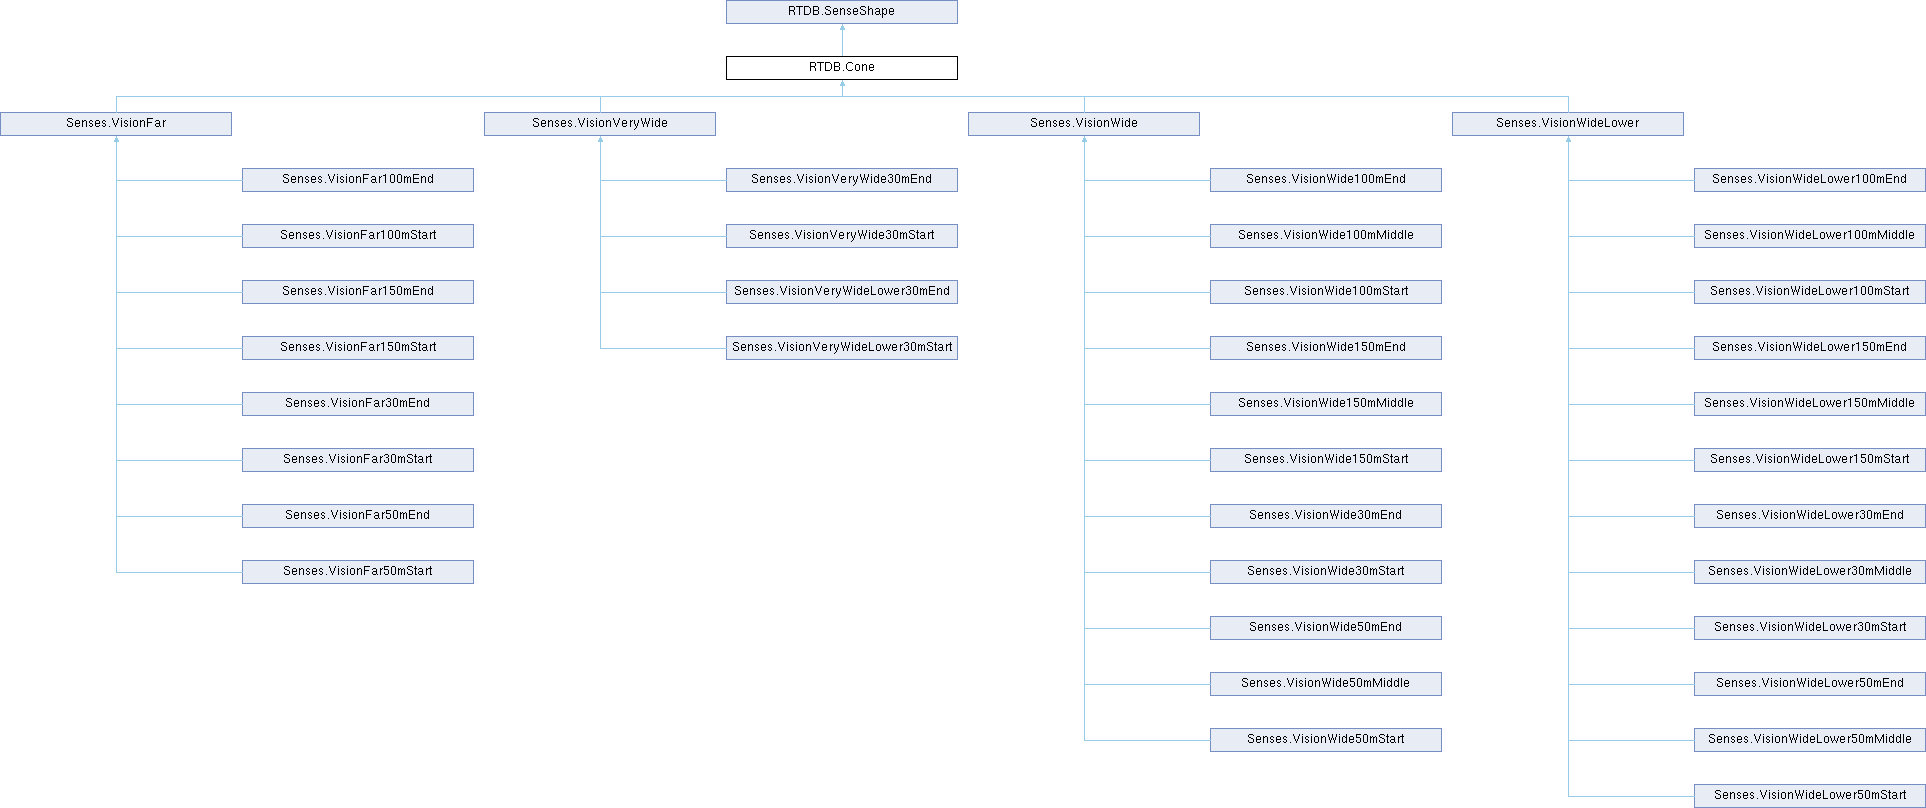 RTDB.SenseShape
RTDB.Cone
Senses.VisionFar
Senses.VisionVeryWide
Senses.VisionWide
Senses.VisionWideLower
Senses.VisionFar100mEnd
Senses.VisionVeryWide30mEnd
Senses.VisionWide100mEnd
Senses.VisionWideLower100mEnd
Senses.VisionFar100mStart
Senses.VisionVeryWide30mStart
Senses.VisionWide100mMiddle
Senses.VisionWideLower100mMiddle
Senses.VisionFar150mEnd
Senses.VisionVeryWideLower30mEnd
Senses.VisionWide100mStart
Senses.VisionWideLower100mStart
Senses.VisionFar150mStart
Senses.VisionVeryWideLower30mStart
Senses.VisionWide150mEnd
Senses.VisionWideLower150mEnd
Senses.VisionFar30mEnd
Senses.VisionWide150mMiddle
Senses.VisionWideLower150mMiddle
Senses.VisionFar30mStart
Senses.VisionWide150mStart
Senses.VisionWideLower150mStart
Senses.VisionFar50mEnd
Senses.VisionWide30mEnd
Senses.VisionWideLower30mEnd
Senses.VisionFar50mStart
Senses.VisionWide30mStart
Senses.VisionWideLower30mMiddle
Senses.VisionWide50mEnd
Senses.VisionWideLower30mStart
Senses.VisionWide50mMiddle
Senses.VisionWideLower50mEnd
Senses.VisionWide50mStart
Senses.VisionWideLower50mMiddle
Senses.VisionWideLower50mStart